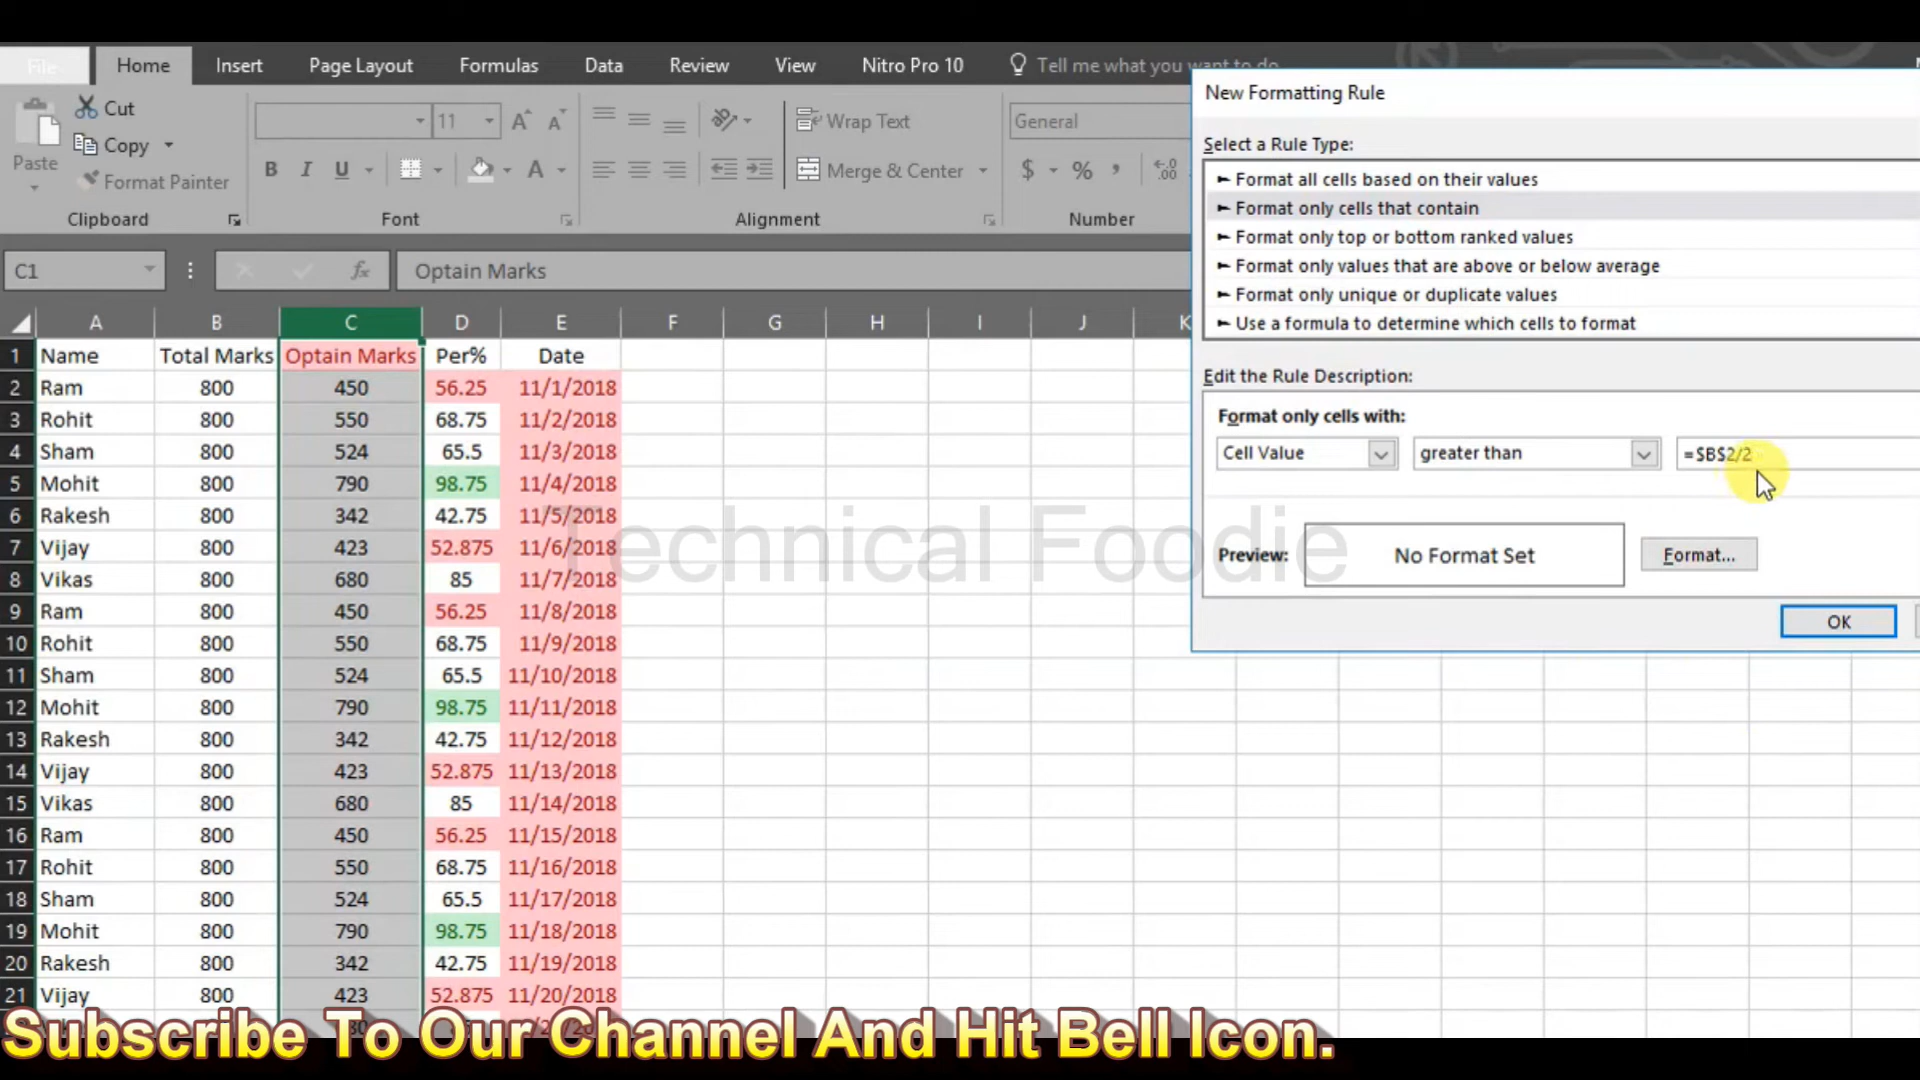 File Home Insert Page Layout Formulas Data Review View Nitro Pro 10 Tell me what you want to do
Cut
Copy
Paste
Format Painter
Clipboard
11
B I U
Font
Wrap Text
Merge & Center
Alignment
General
$ %
Number
C1 fx Optain Marks
A B C D E F G H I J K
1 Name Total Marks Optain Marks Per% Date
2 Ram 800 450 56.25 11/1/2018
3 Rohit 800 550 68.75 11/2/2018
4 Sham 800 524 65.5 11/3/2018
5 Mohit 800 790 98.75 11/4/2018
6 Rakesh 800 342 42.75 11/5/2018
7 Vijay 800 423 52.875 11/6/2018
8 Vikas 800 680 85 11/7/2018
9 Ram 800 450 56.25 11/8/2018
10 Rohit 800 550 68.75 11/9/2018
11 Sham 800 524 65.5 11/10/2018
12 Mohit 800 790 98.75 11/11/2018
13 Rakesh 800 342 42.75 11/12/2018
14 Vijay 800 423 52.875 11/13/2018
15 Vikas 800 680 85 11/14/2018
16 Ram 800 450 56.25 11/15/2018
17 Rohit 800 550 68.75 11/16/2018
18 Sham 800 524 65.5 11/17/2018
19 Mohit 800 790 98.75 11/18/2018
20 Rakesh 800 342 42.75 11/19/2018
21 Vijay 800 423 52.875 11/20/2018
New Formatting Rule
Select a Rule Type:
► Format all cells based on their values
► Format only cells that contain
► Format only top or bottom ranked values
► Format only values that are above or below average
► Format only unique or duplicate values
► Use a formula to determine which cells to format
Edit the Rule Description:
Format only cells with:
Cell Value greater than =$B$2/2
Preview: No Format Set Format...
OK
Technical Foodie
Subscribe To Our Channel And Hit Bell Icon.